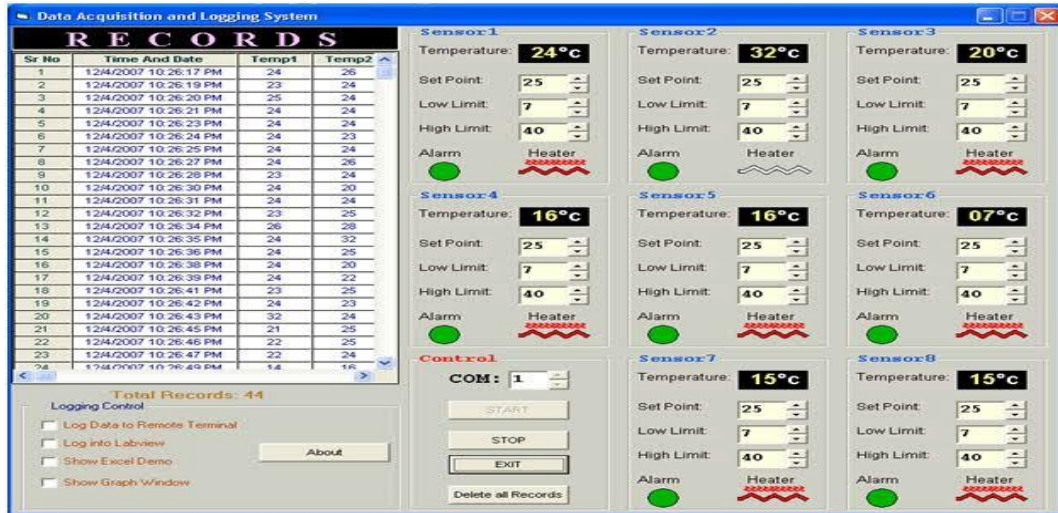 Data Acquisition and Logging System
RECORDS
Sr No Time And Date Temp1 Temp2
1 12/4/2007 10:26:17 PM 24 26
2 12/4/2007 10:26:19 PM 23 24
3 12/4/2007 10:26:20 PM 25 24
4 12/4/2007 10:26:21 PM 24 24
5 12/4/2007 10:26:23 PM 24 24
6 12/4/2007 10:26:24 PM 24 23
7 12/4/2007 10:26:25 PM 24 24
8 12/4/2007 10:26:27 PM 24 26
9 12/4/2007 10:26:28 PM 23 24
10 12/4/2007 10:26:30 PM 24 20
11 12/4/2007 10:26:31 PM 24 24
12 12/4/2007 10:26:32 PM 23 25
13 12/4/2007 10:26:34 PM 26 28
14 12/4/2007 10:26:35 PM 24 32
15 12/4/2007 10:26:36 PM 24 25
16 12/4/2007 10:26:38 PM 24 20
17 12/4/2007 10:26:39 PM 24 22
18 12/4/2007 10:26:41 PM 23 25
19 12/4/2007 10:26:42 PM 24 23
20 12/4/2007 10:26:43 PM 32 24
21 12/4/2007 10:26:45 PM 21 25
22 12/4/2007 10:26:46 PM 22 25
23 12/4/2007 10:26:47 PM 22 24
24 12/4/2007 10:26:49 PM 14 16
Total Records: 44
Logging Control
Log Data to Remote Terminal
Log into Labview
Show Excel Demo
Show Graph Window
About
Sensor1
Temperature: 24°c
Set Point: 25
Low Limit: 7
High Limit: 40
Alarm Heater
Sensor2
Temperature: 32°c
Set Point: 25
Low Limit: 7
High Limit: 40
Alarm Heater
Sensor3
Temperature: 20°c
Set Point: 25
Low Limit: 7
High Limit: 40
Alarm Heater
Sensor4
Temperature: 16°c
Set Point: 25
Low Limit: 7
High Limit: 40
Alarm Heater
Sensor5
Temperature: 16°c
Set Point: 25
Low Limit: 7
High Limit: 40
Alarm Heater
Sensor6
Temperature: 07°c
Set Point: 25
Low Limit: 7
High Limit: 40
Alarm Heater
Control
COM: 1
START
STOP
EXIT
Delete all Records
Sensor7
Temperature: 15°c
Set Point: 25
Low Limit: 7
High Limit: 40
Alarm Heater
Sensor8
Temperature: 15°c
Set Point: 25
Low Limit: 7
High Limit: 40
Alarm Heater